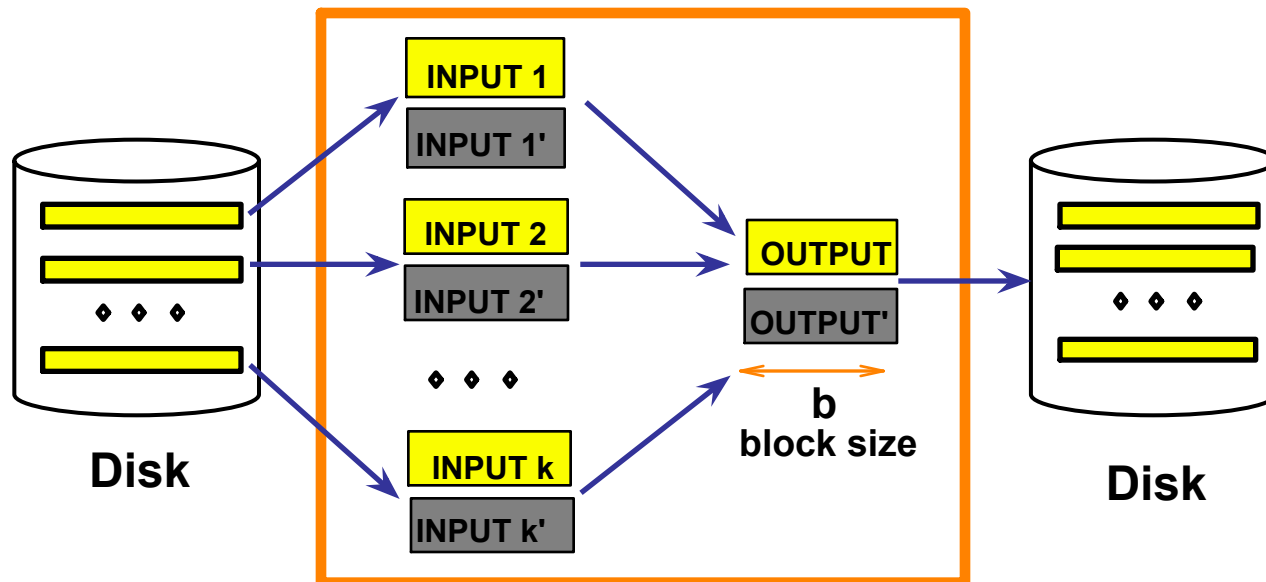 INPUT 1
INPUT 1'
INPUT 2
INPUT 2'
OUTPUT
OUTPUT'
b
block size
INPUT k
INPUT k'
Disk
Disk